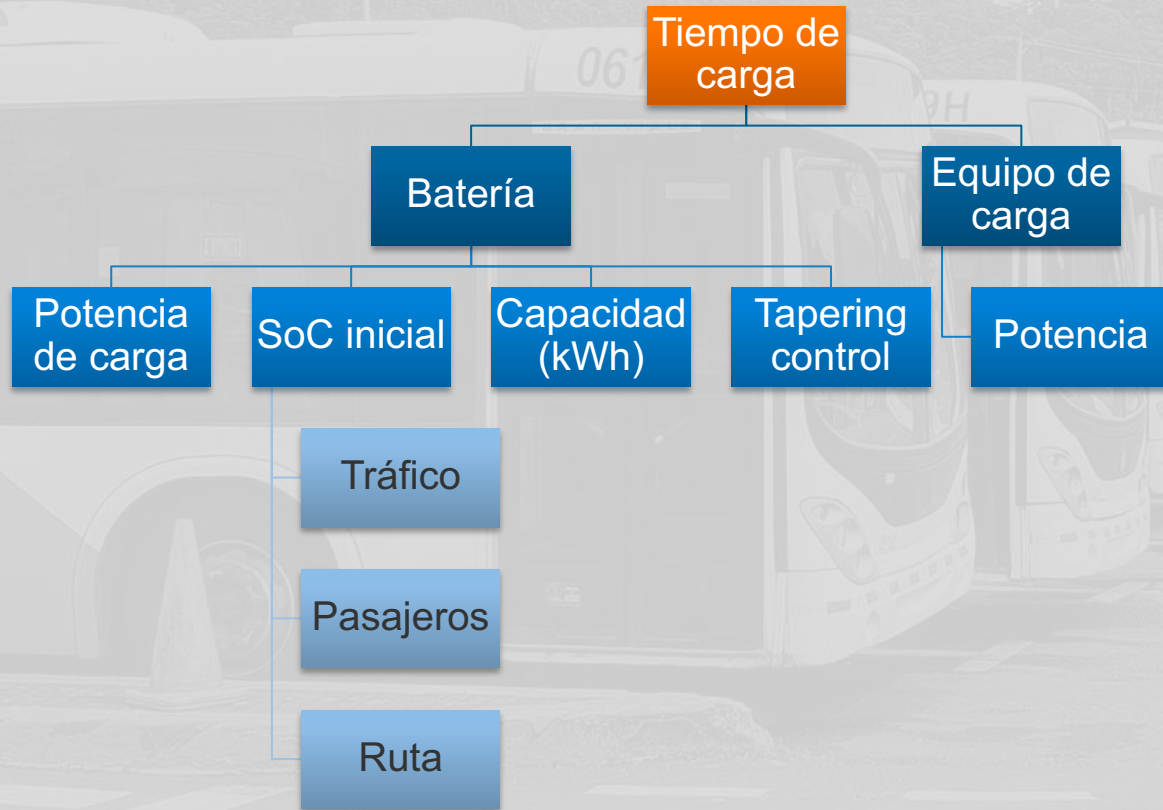 Tiempo de
carga
Batería
Equipo de
carga
Potencia
de carga
SoC inicial
Capacidad
(kWh)
Tapering
control
Potencia
Tráfico
Pasajeros
Ruta